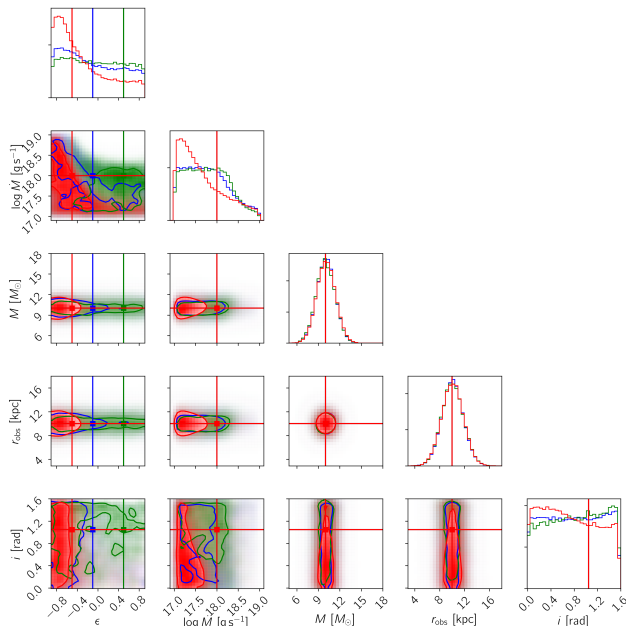 19.0
18.5
18.0
17.5
17.0
log Ṁ [g s⁻¹]
18
15
12
9
6
M [M⊙]
16
12
8
4
r_obs [kpc]
1.6
1.2
0.8
0.4
0.0
i [rad]
−0.8 −0.4 0.0 0.4 0.8
ϵ
17.0 17.5 18.0 18.5 19.0
log Ṁ [g s⁻¹]
6 9 12 15 18
M [M⊙]
4 8 12 16
r_obs [kpc]
0.0 0.4 0.8 1.2 1.6
i [rad]